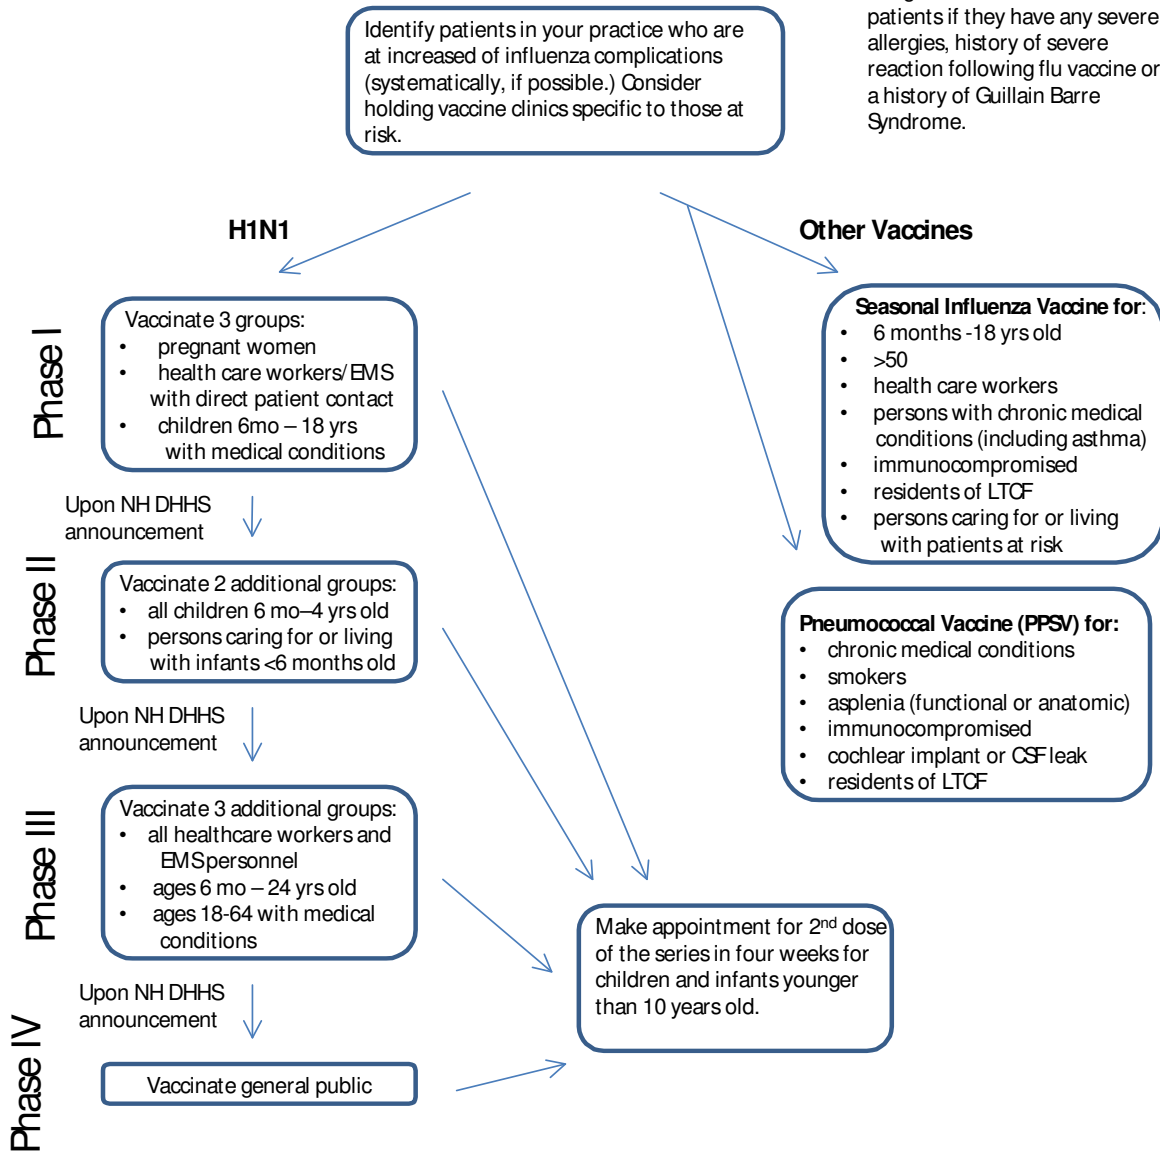 Identify patients in your practice who are
at increased of influenza complications
(systematically, if possible.) Consider
holding vaccine clinics specific to those at
risk.
patients if they have any severe
allergies, history of severe
reaction following flu vaccine or
a history of Guillain Barre
Syndrome.
H1N1
Other Vaccines
Phase I
Vaccinate 3 groups:
• pregnant women
• health care workers/EMS
with direct patient contact
• children 6mo – 18 yrs
with medical conditions
Upon NH DHHS
announcement
Phase II
Vaccinate 2 additional groups:
• all children 6 mo–4 yrs old
• persons caring for or living
with infants <6 months old
Upon NH DHHS
announcement
Phase III
Vaccinate 3 additional groups:
• all healthcare workers and
EMS personnel
• ages 6 mo – 24 yrs old
• ages 18-64 with medical
conditions
Upon NH DHHS
announcement
Phase IV
Vaccinate general public
Seasonal Influenza Vaccine for:
• 6 months -18 yrs old
• >50
• health care workers
• persons with chronic medical
conditions (including asthma)
• immunocompromised
• residents of LTCF
• persons caring for or living
with patients at risk
Pneumococcal Vaccine (PPSV) for:
• chronic medical conditions
• smokers
• asplenia (functional or anatomic)
• immunocompromised
• cochlear implant or CSF leak
• residents of LTCF
Make appointment for 2nd dose
of the series in four weeks for
children and infants younger
than 10 years old.